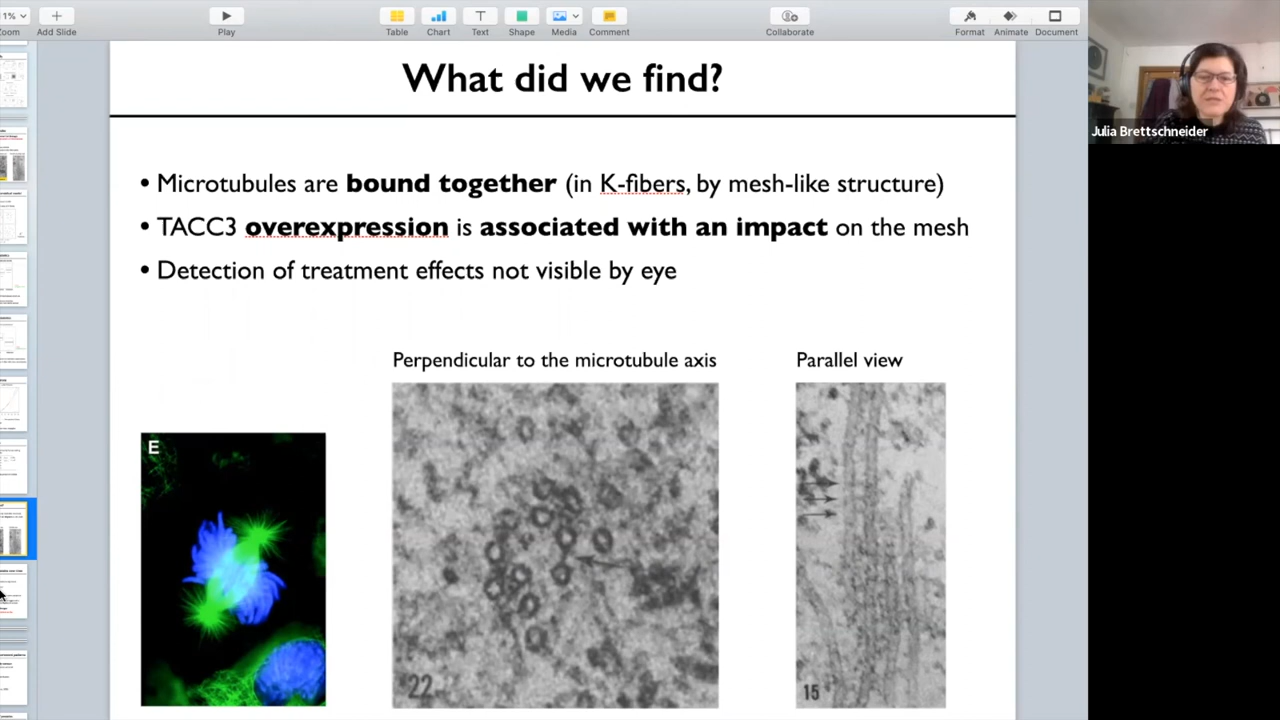 1%
Zoom
Add Slide
Play
Table
Chart
Text
Shape
Media
Comment
Collaborate
Format
Animate
Document
What did we find?
• Microtubules are bound together (in K-fibers, by mesh-like structure)
• TACC3 overexpression is associated with an impact on the mesh
• Detection of treatment effects not visible by eye
Perpendicular to the microtubule axis
Parallel view
E
22
15
Julia Brettschneider